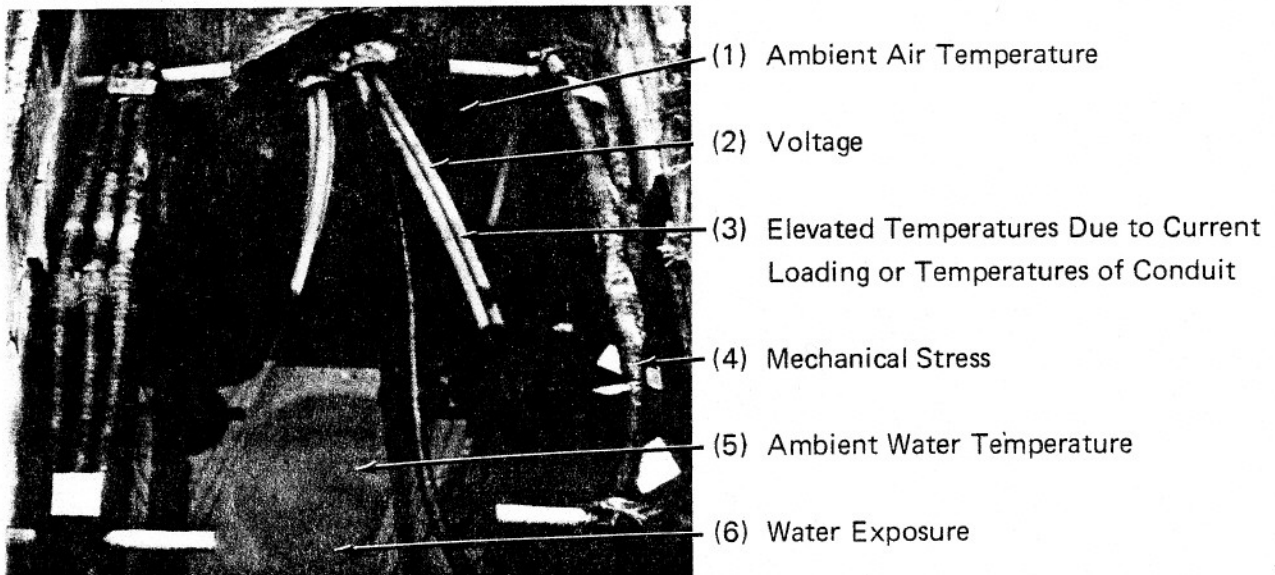 (1) Ambient Air Temperature
(2) Voltage
(3) Elevated Temperatures Due to Current
Loading or Temperatures of Conduit
(4) Mechanical Stress
(5) Ambient Water Temperature
(6) Water Exposure